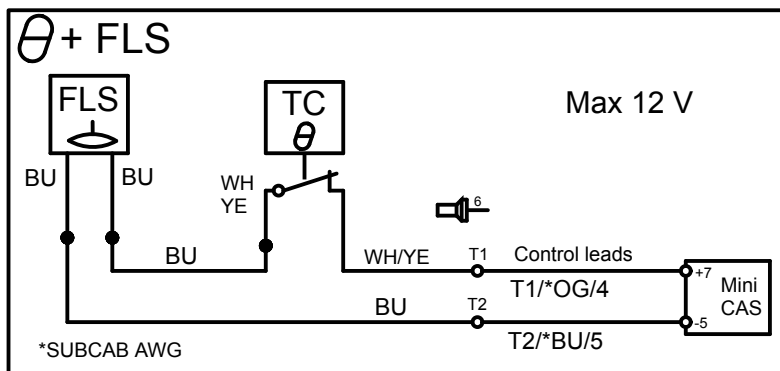 θ + FLS
FLS
TC
θ
Max 12 V
BU
BU
WH
YE
6
BU
WH/YE
T1
Control leads
+7
T1/*OG/4
Mini
CAS
BU
T2
-5
T2/*BU/5
*SUBCAB AWG